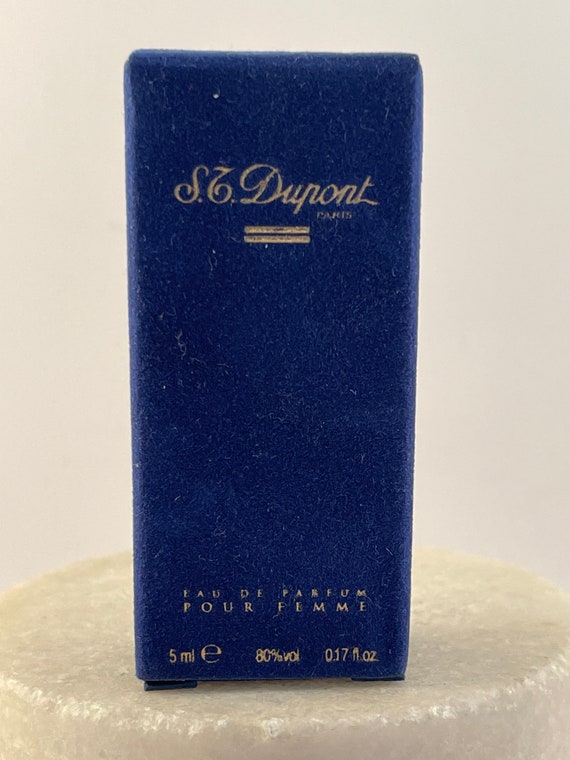 S.T. Dupont
PARIS
EAU DE PARFUM
POUR FEMME
5 ml ℮ 80%vol 0.17 fl.oz